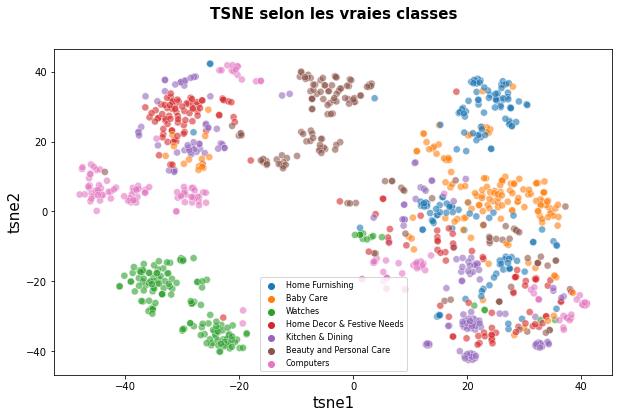 TSNE selon les vraies classes
40
20
0
−20
−40
tsne2
Home Furnishing
Baby Care
Watches
Home Decor & Festive Needs
Kitchen & Dining
Beauty and Personal Care
Computers
−40 −20 0 20 40
tsne1